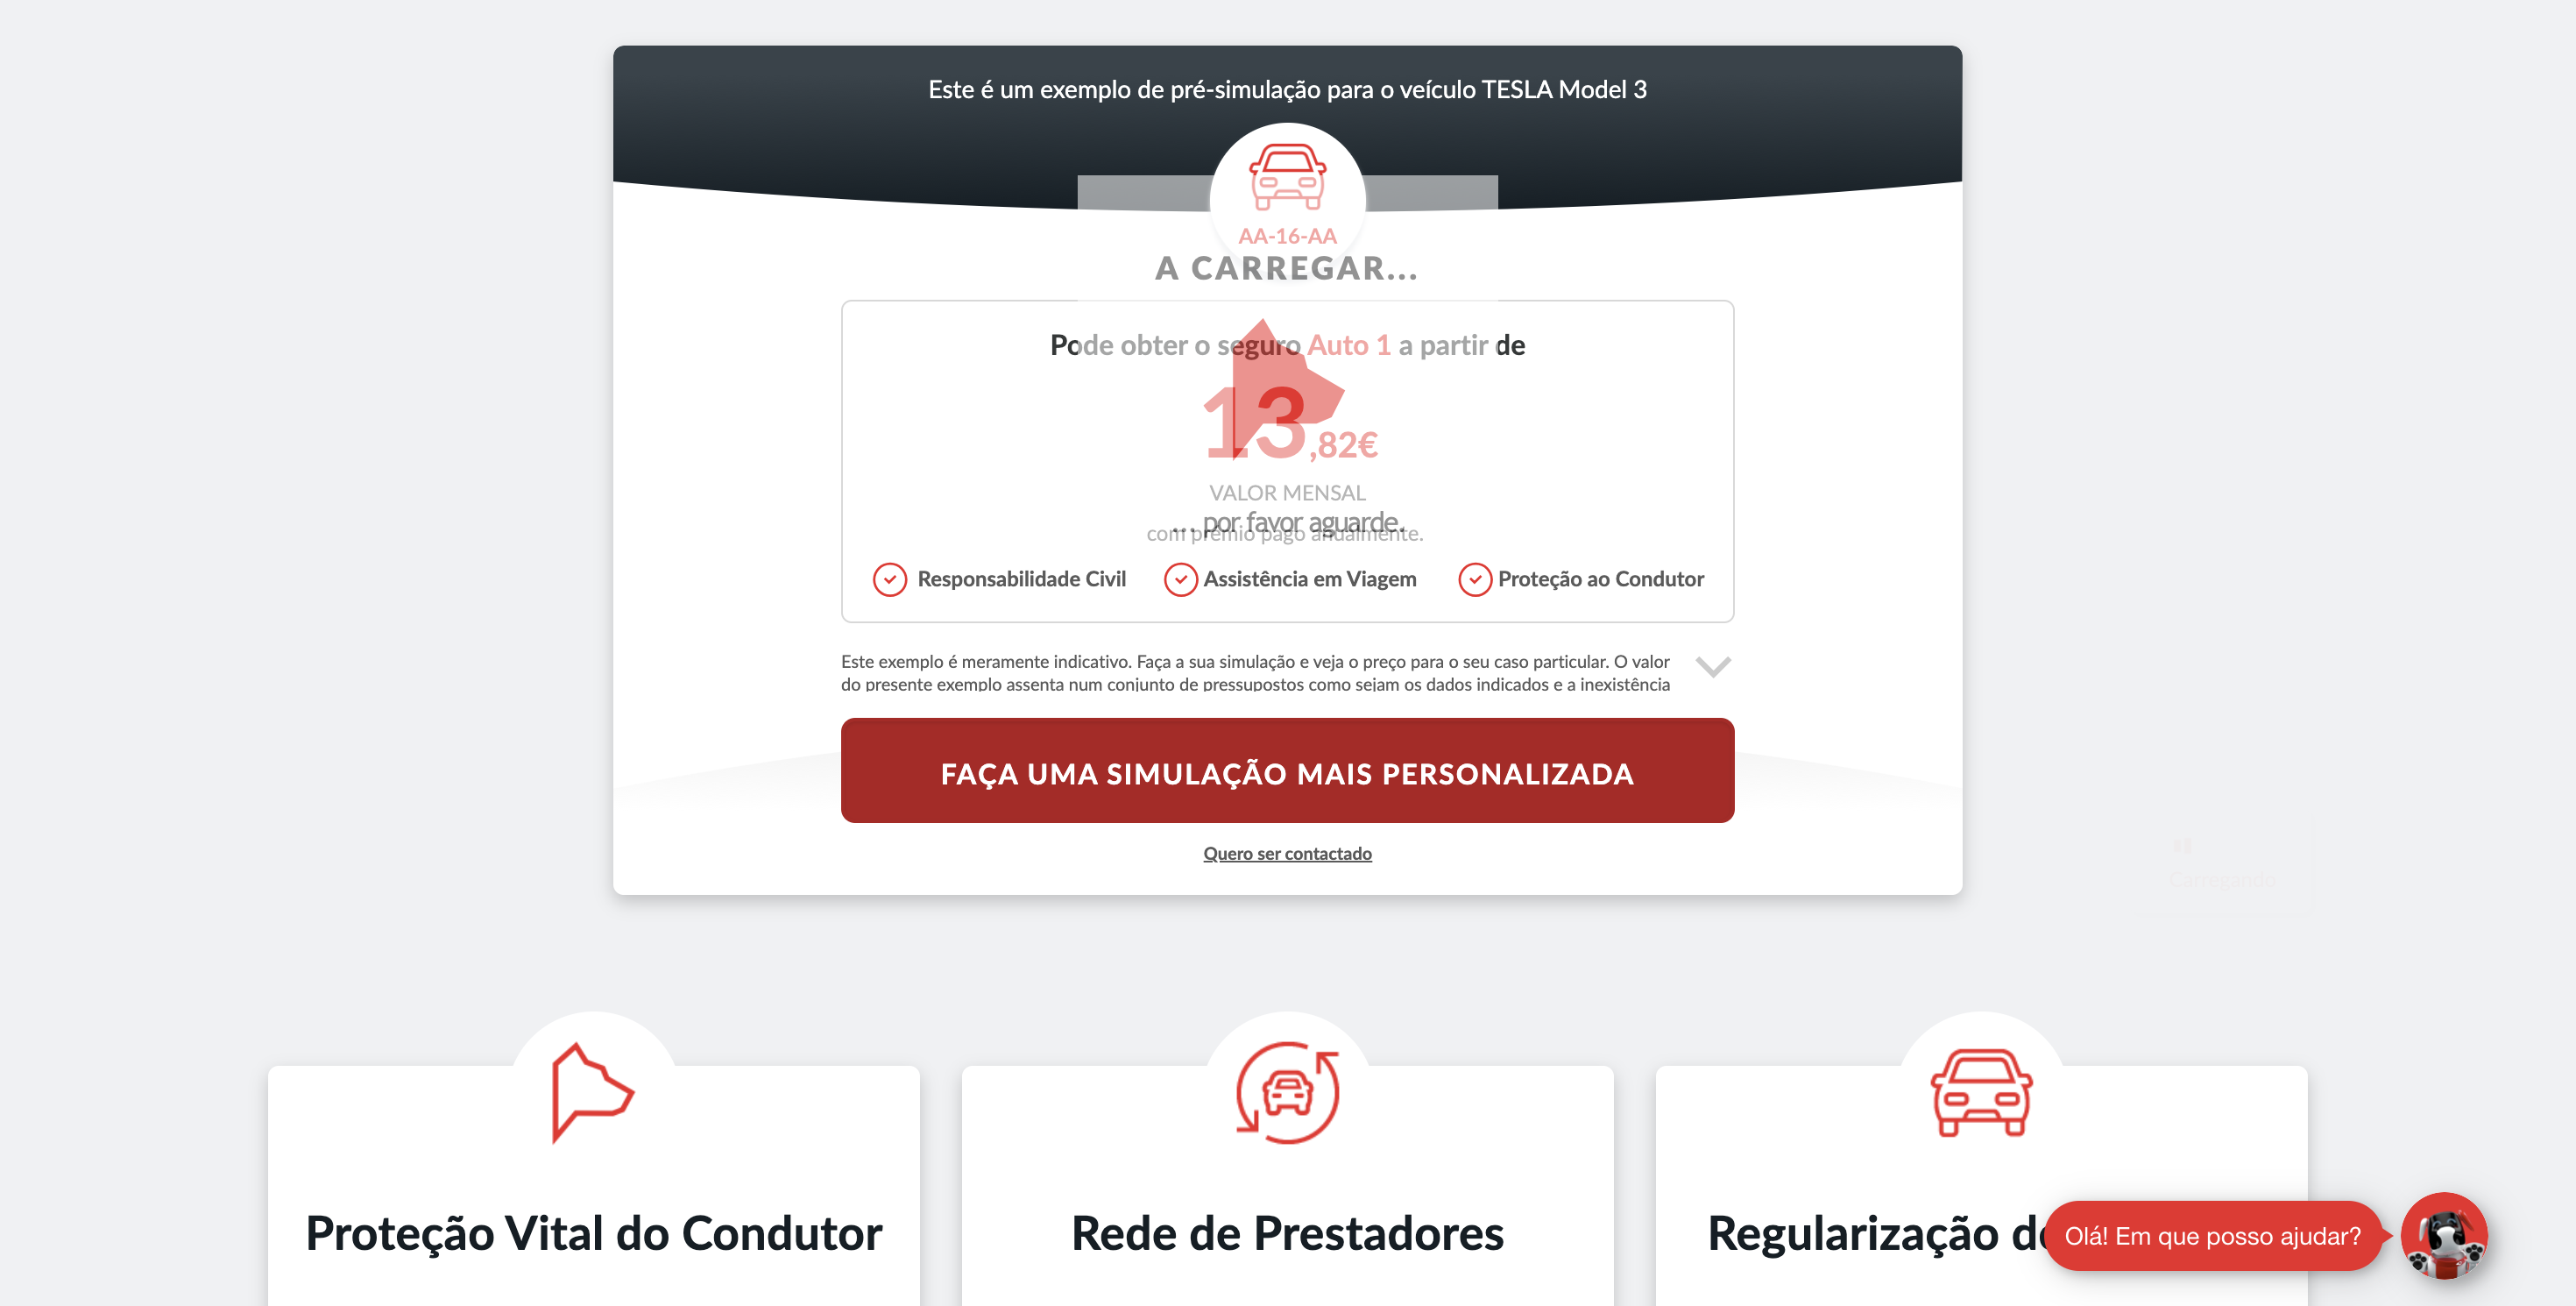 Este é um exemplo de pré-simulação para o veículo TESLA Model 3
AA-16-AA
A CARREGAR...
Pode obter o seguro Auto 1 a partir de
13,82€
VALOR MENSAL
... por favor aguarde.
com prémio pago anualmente.
Responsabilidade Civil
Assistência em Viagem
Proteção ao Condutor
Este exemplo é meramente indicativo. Faça a sua simulação e veja o preço para o seu caso particular. O valor
do presente exemplo assenta num conjunto de pressupostos como sejam os dados indicados e a inexistência
FAÇA UMA SIMULAÇÃO MAIS PERSONALIZADA
Quero ser contactado
Carregando
Proteção Vital do Condutor
Rede de Prestadores
Regularização
Olá! Em que posso ajudar?